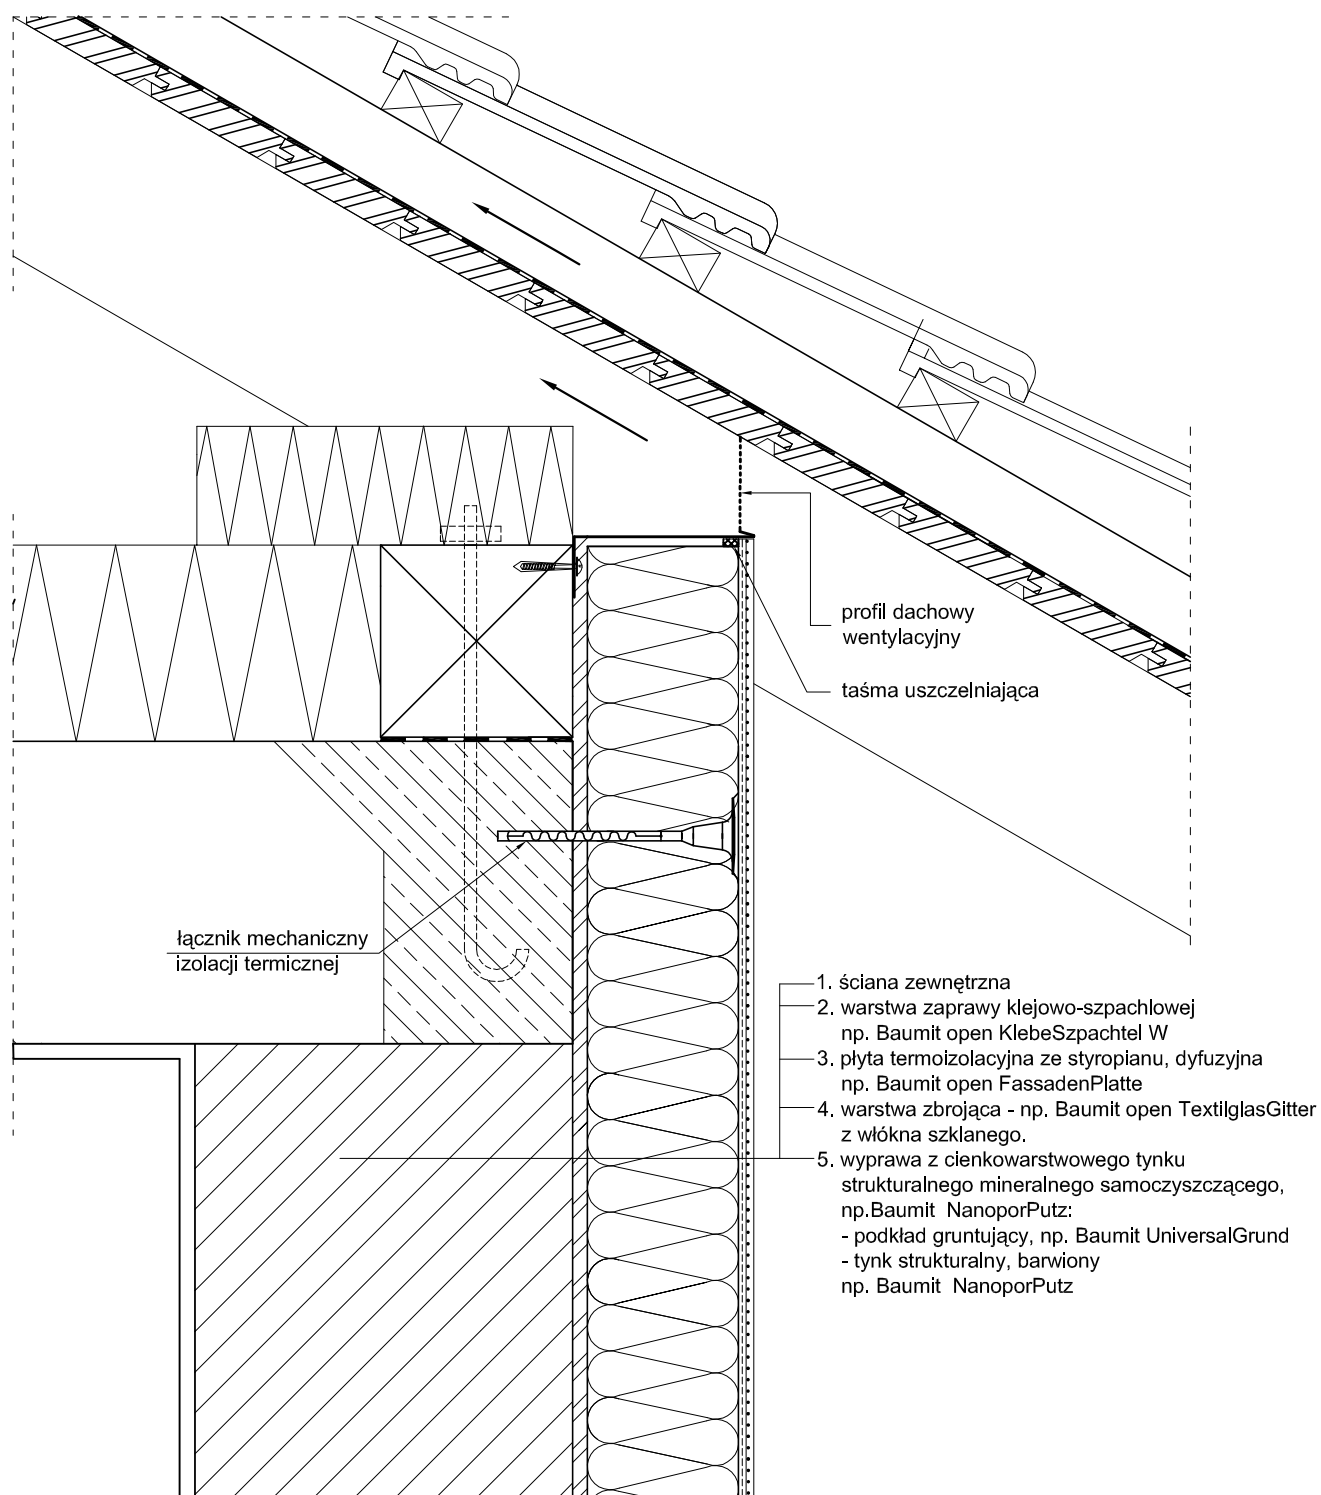 profil dachowy
wentylacyjny
taśma uszczelniająca
łącznik mechaniczny
izolacji termicznej
1. ściana zewnętrzna
2. warstwa zaprawy klejowo-szpachlowej
np. Baumit open KlebeSzpachtel W
3. płyta termoizolacyjna ze styropianu, dyfuzyjna
np. Baumit open FassadenPlatte
4. warstwa zbrojąca - np. Baumit open TextilglasGitter
z włókna szklanego.
5. wyprawa z cienkowarstwowego tynku
strukturalnego mineralnego samoczyszczącego,
np.Baumit NanoporPutz:
- podkład gruntujący, np. Baumit UniversalGrund
- tynk strukturalny, barwiony
np. Baumit NanoporPutz